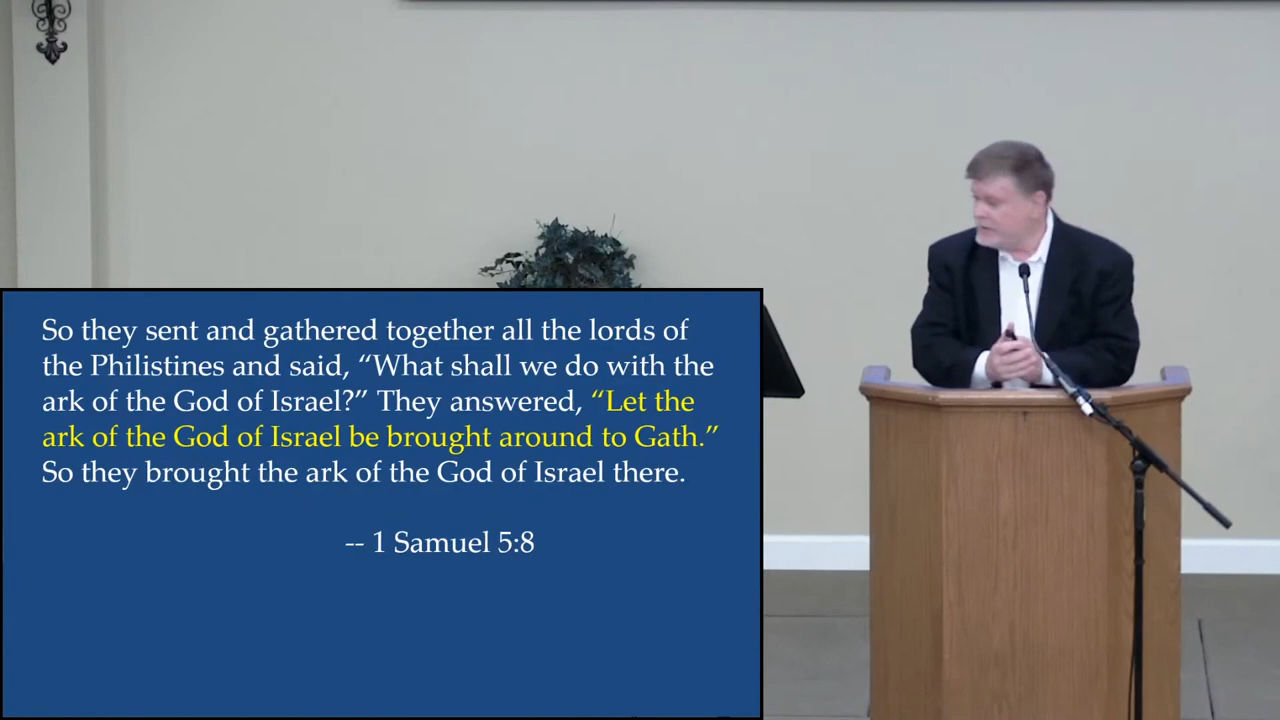 So they sent and gathered together all the lords of
the Philistines and said, “What shall we do with the
ark of the God of Israel?” They answered, “Let the
ark of the God of Israel be brought around to Gath.”
So they brought the ark of the God of Israel there.
-- 1 Samuel 5:8